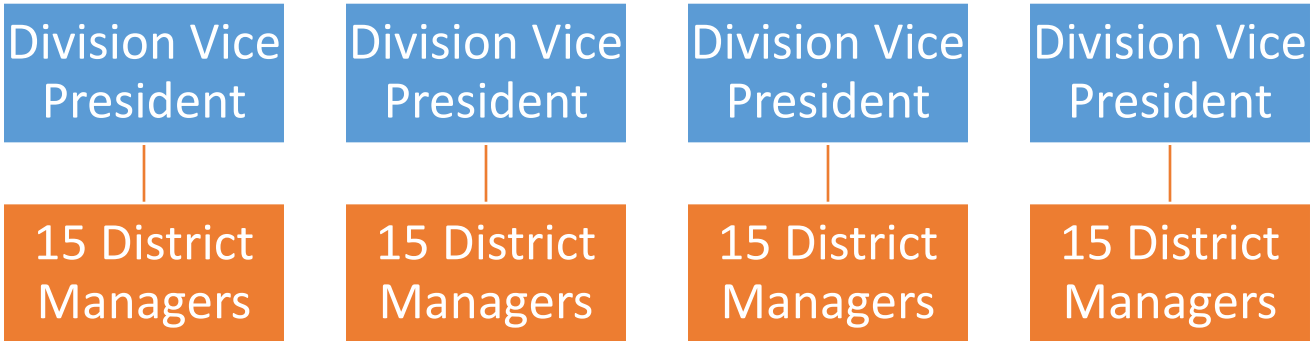 Division Vice
President
Division Vice
President
Division Vice
President
Division Vice
President
15 District
Managers
15 District
Managers
15 District
Managers
15 District
Managers